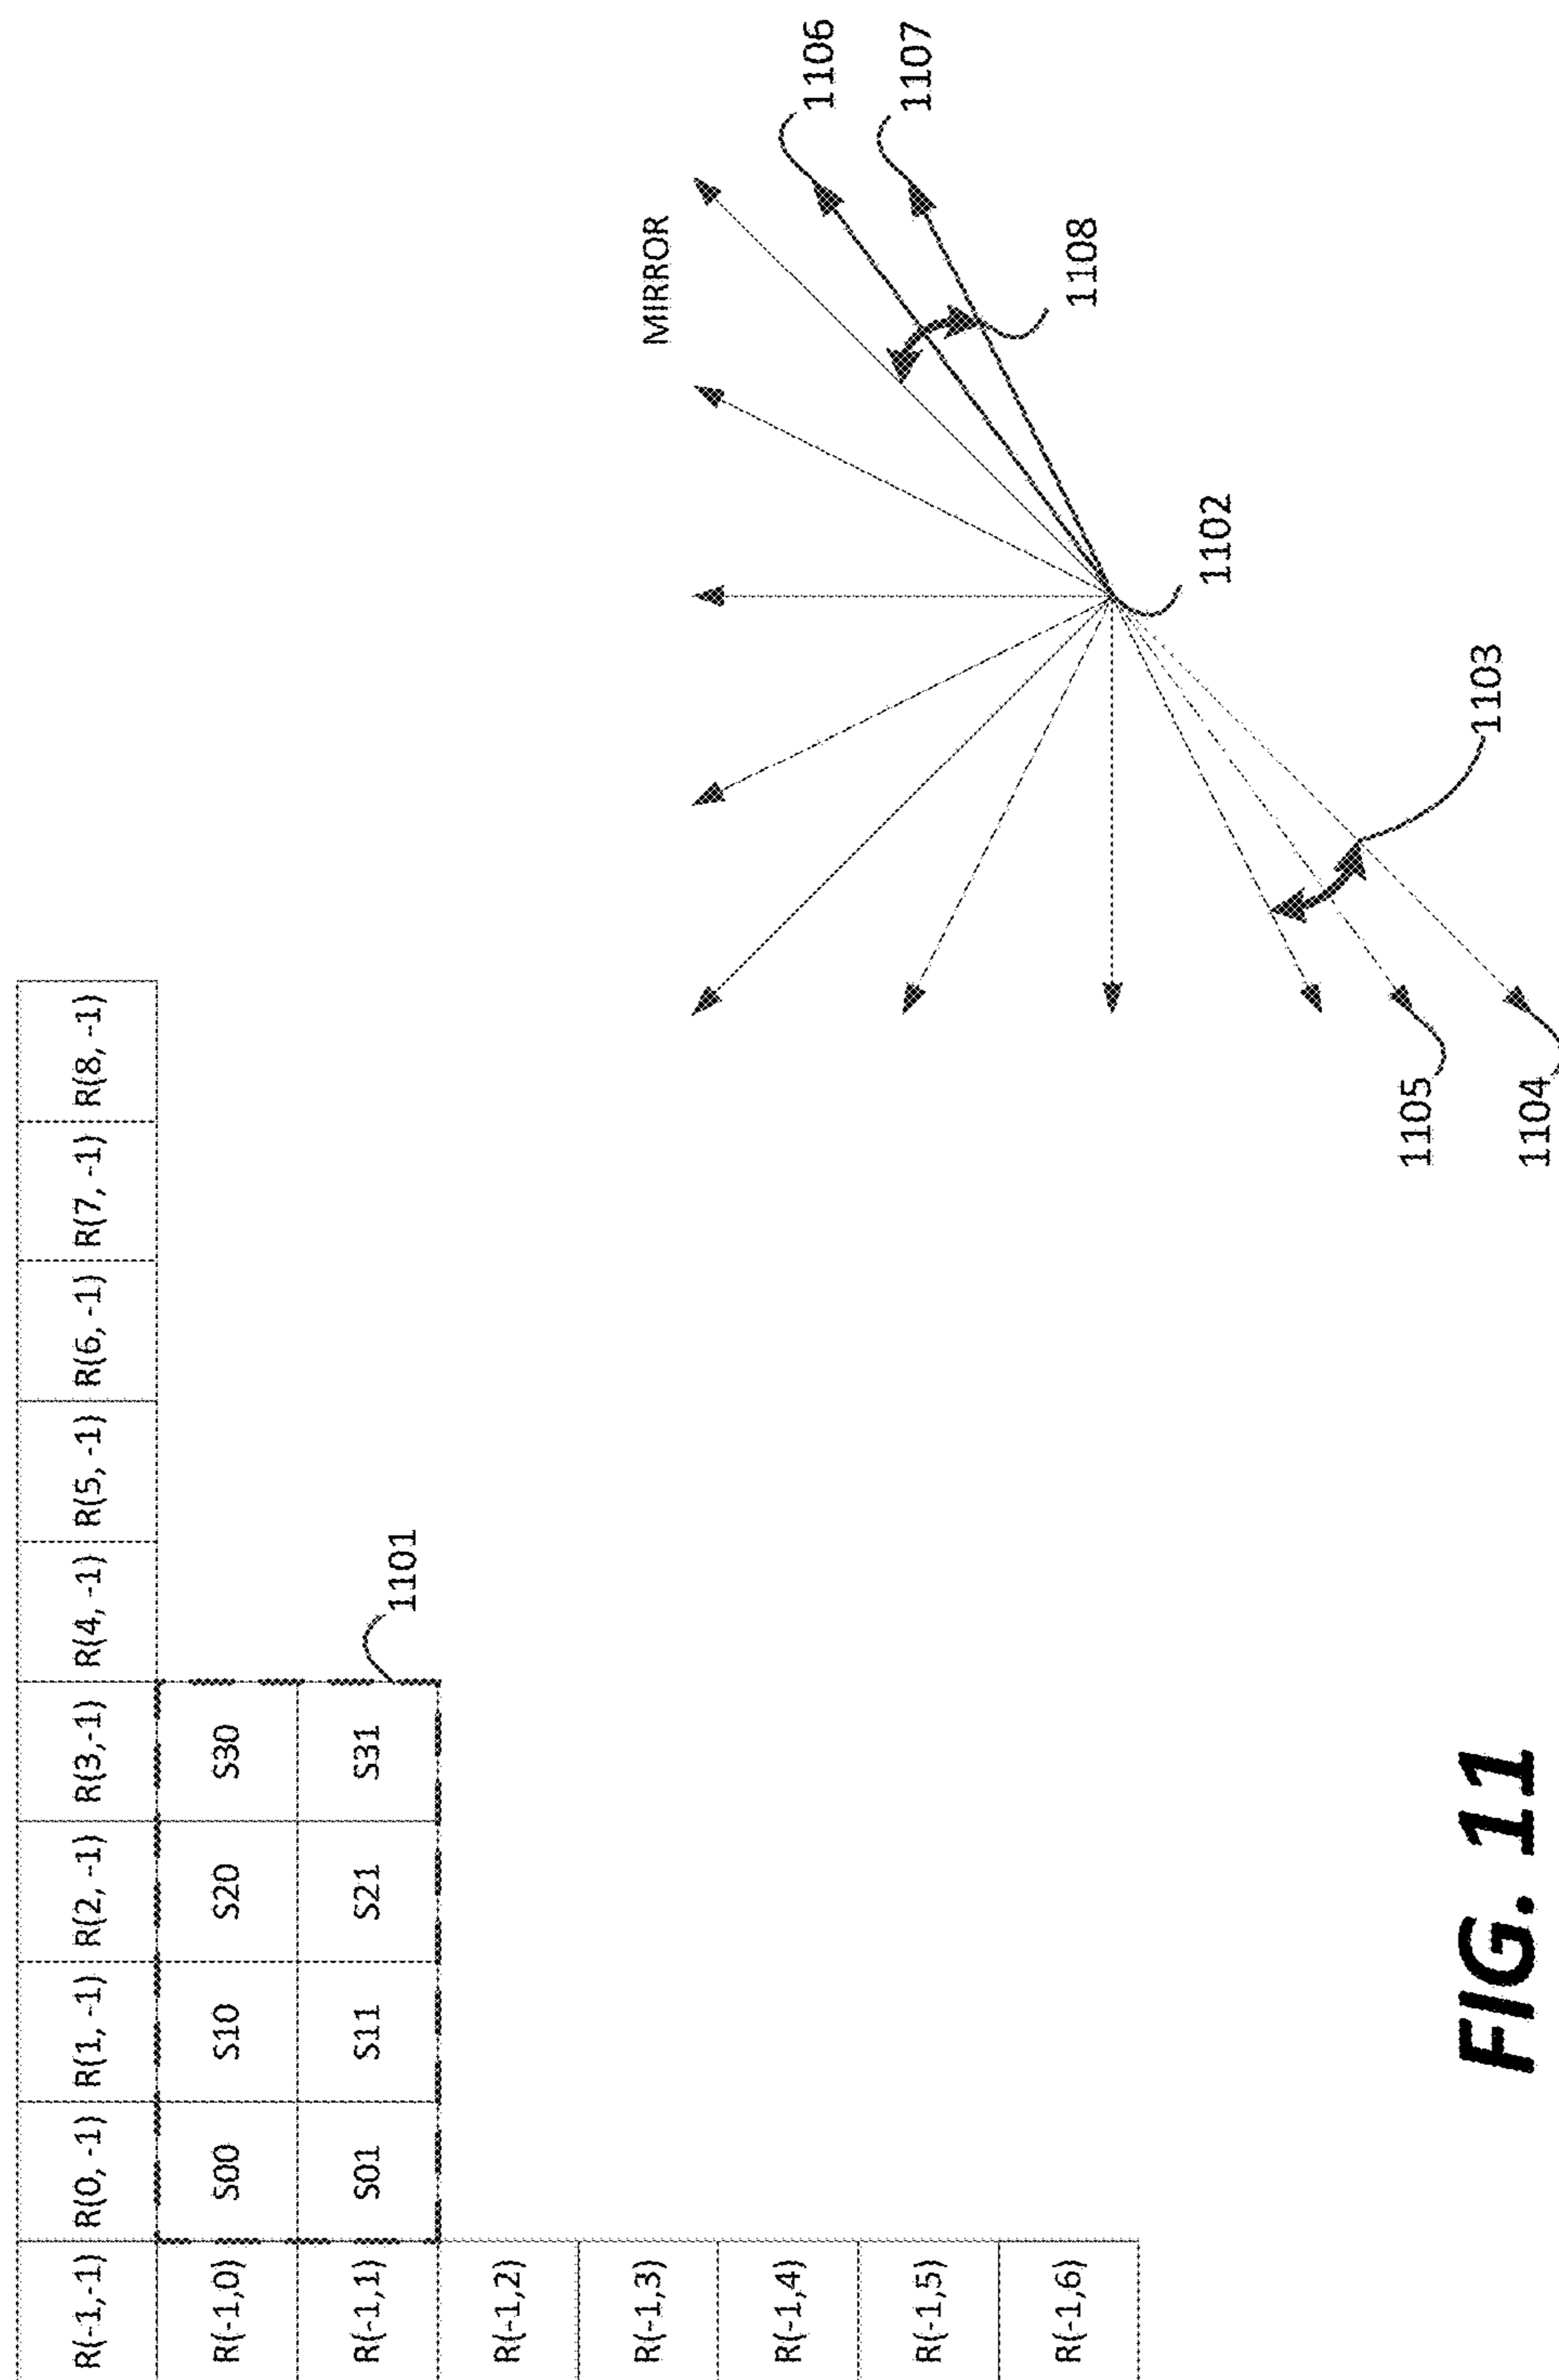 R(-1,-1) R(0, -1) R(1, -1) R(2, -1) R(3,-1) R(4, -1) R(5, -1) R(6, -1) R(7, -1) R(8, -1)
R(-1,0) S00 S10 S20 S30
R(-1,1) S01 S11 S21 S31
1101
R(-1,2)
R(-1,3)
R(-1,4)
R(-1,5)
R(-1,6)
MIRROR
1106
1107
1108
1102
1105
1103
1104
FIG. 11